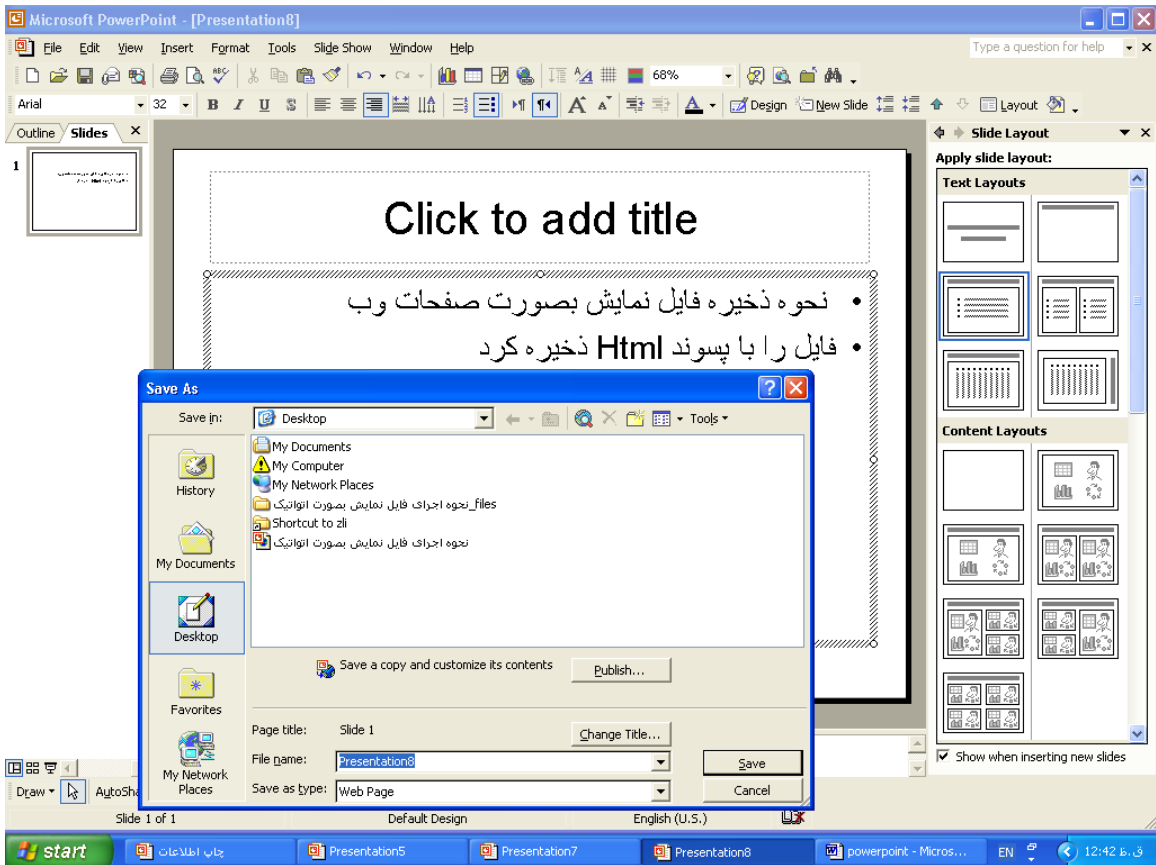 Microsoft PowerPoint - [Presentation8]
File Edit View Insert Format Tools Slide Show Window Help
Type a question for help
68%
Arial 32 B I U S Design New Slide Layout
Outline Slides
Slide Layout
1
Apply slide layout:
Text Layouts
Click to add title
• نحوه ذخیره فایل نمایش بصورت صفحات وب
• فایل را با پسوند Html ذخیره کرد
Content Layouts
Save As
Save in: Desktop Tools
History
My Documents
Desktop
Favorites
My Network Places
My Documents
My Computer
My Network Places
نحوه اجرای فایل نمایش بصورت اتواتیک_files
Shortcut to zli
نحوه اجرای فایل نمایش بصورت اتواتیک
Save a copy and customize its contents Publish...
Page title: Slide 1 Change Title...
File name: Presentation8 Save
Save as type: Web Page Cancel
Show when inserting new slides
Draw AutoSha
Slide 1 of 1 Default Design English (U.S.)
start چاپ اطلاعات Presentation5 Presentation7 Presentation8 powerpoint - Micros... EN 12:42 ق.ظ